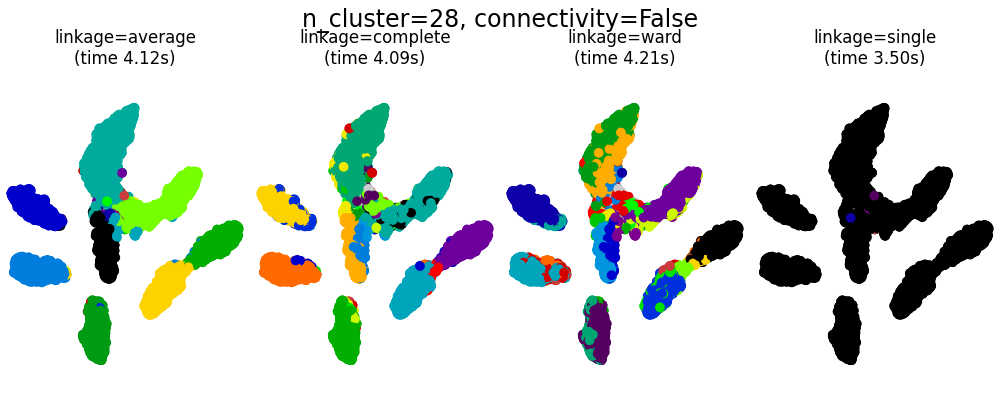 n_cluster=28, connectivity=False
linkage=average
(time 4.12s)
linkage=complete
(time 4.09s)
linkage=ward
(time 4.21s)
linkage=single
(time 3.50s)